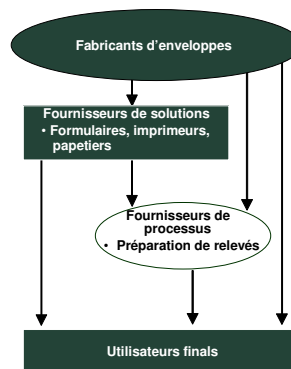 Fabricants d'enveloppes
Fournisseurs de solutions
• Formulaires, imprimeurs,
papetiers
Fournisseurs de
processus
• Préparation de relevés
Utilisateurs finals